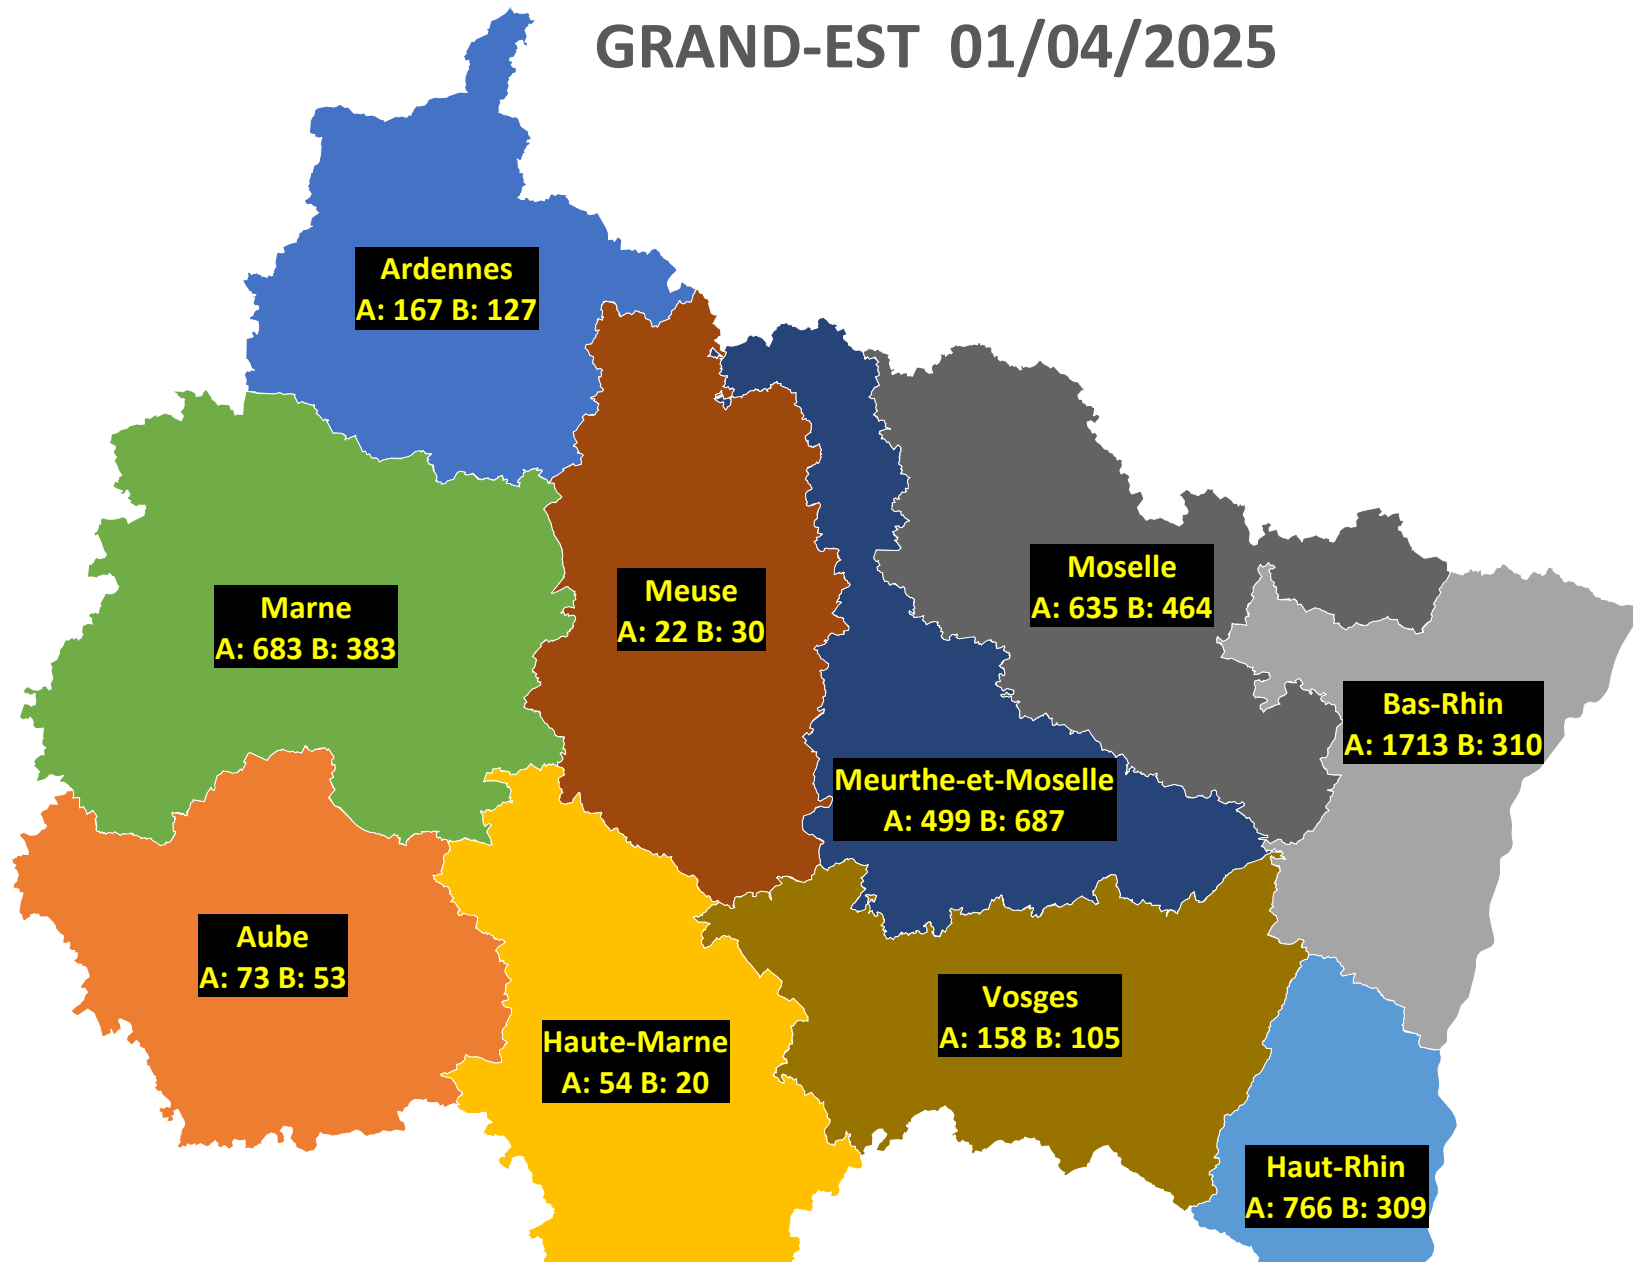 GRAND-EST 01/04/2025
Ardennes
A: 167 B: 127
Marne
A: 683 B: 383
Meuse
A: 22 B: 30
Moselle
A: 635 B: 464
Bas-Rhin
A: 1713 B: 310
Meurthe-et-Moselle
A: 499 B: 687
Aube
A: 73 B: 53
Vosges
A: 158 B: 105
Haute-Marne
A: 54 B: 20
Haut-Rhin
A: 766 B: 309